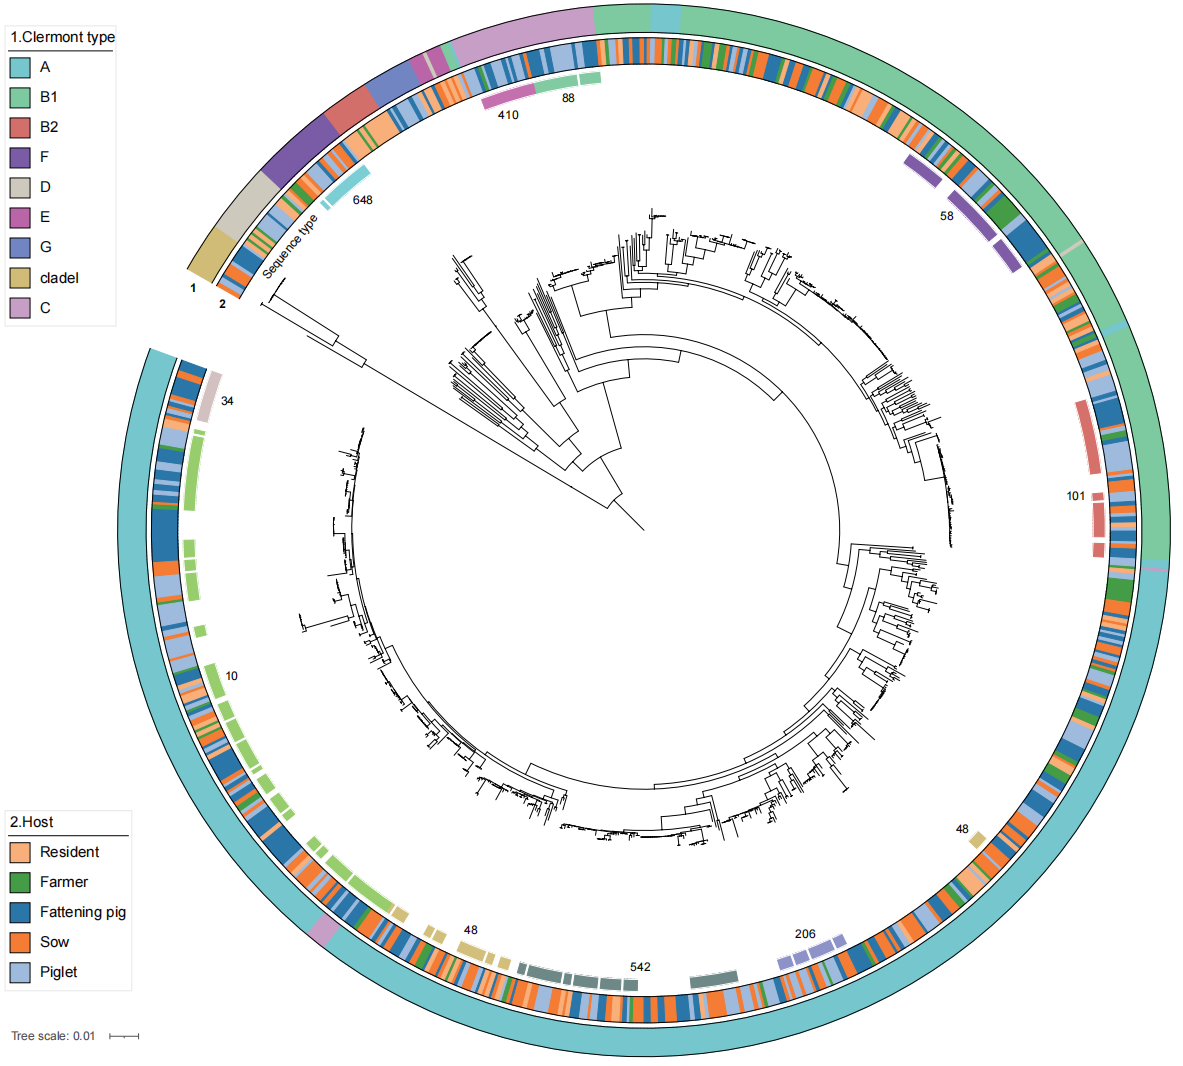 1.Clermont type
A
B1
B2
F
D
E
G
cladeI
C
88
410
648
58
Sequence type
1
2
34
101
10
48
48
206
542
2.Host
Resident
Farmer
Fattening pig
Sow
Piglet
Tree scale: 0.01